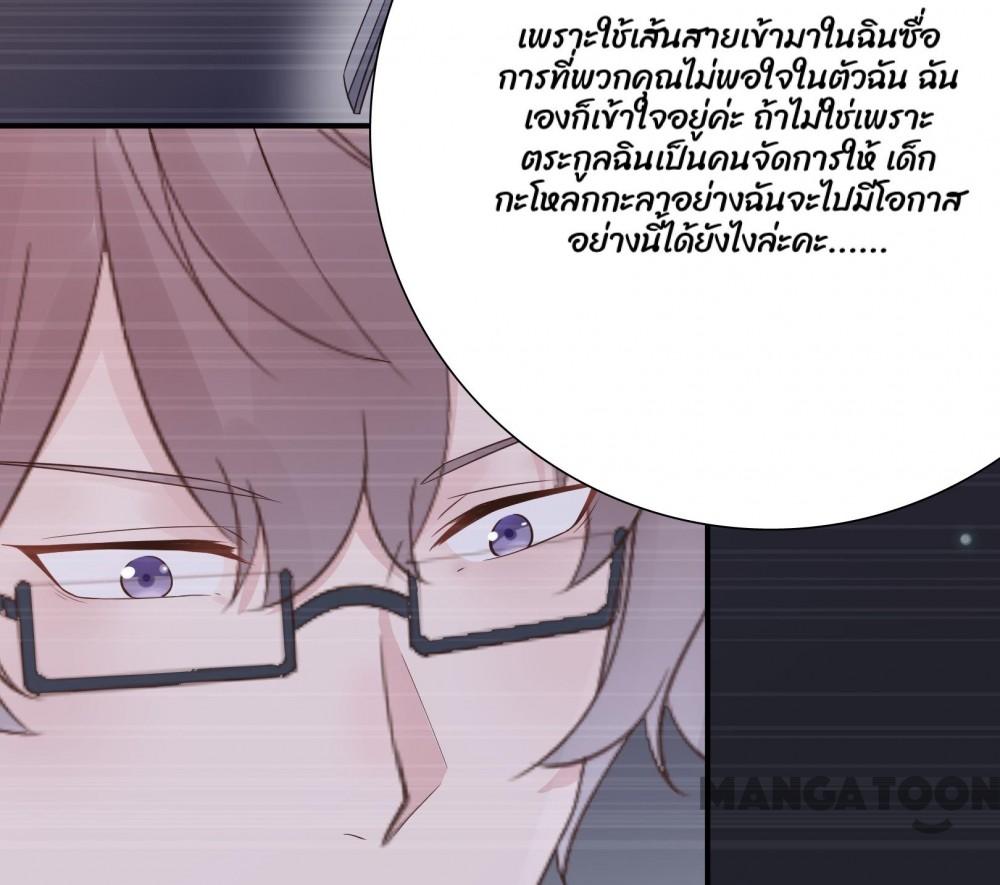 เพราะใช้เส้นสายเข้ามาในฉินซื่อ
การที่พวกคุณไม่พอใจในตัวฉัน ฉัน
เองก็เข้าใจอยู่ค่ะ ถ้าไม่ใช่เพราะ
ตระกูลฉินเป็นคนจัดการให้ เด็ก
กะโหลกกะลาอย่างฉันจะไปมีโอกาส
อย่างนี้ได้ยังไงล่ะคะ......
MANGATOON